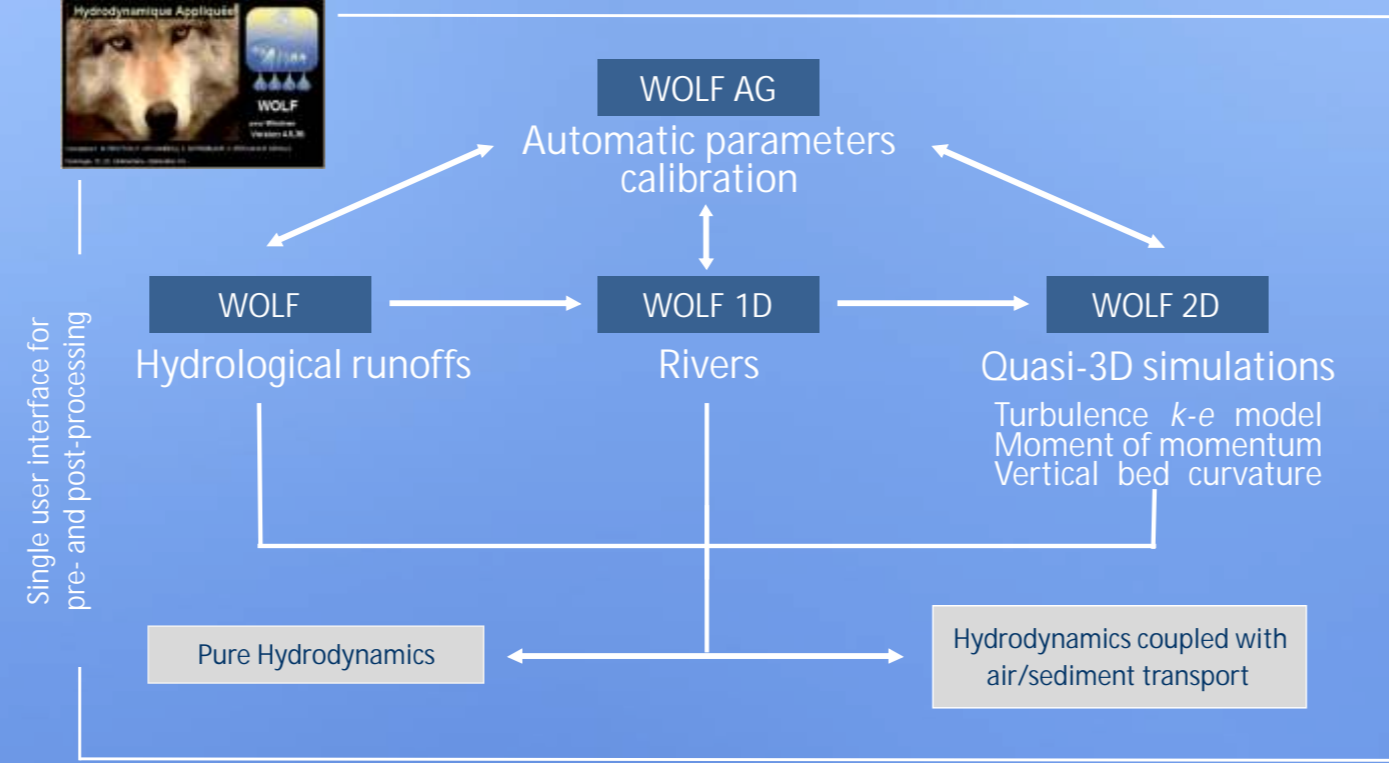 Hydrodynamique Appliquée
WOLF
pour Windows
WOLF AG
Automatic parameters
calibration
WOLF
Hydrological runoffs
WOLF 1D
Rivers
WOLF 2D
Quasi-3D simulations
Turbulence k-e model
Moment of momentum
Vertical bed curvature
Single user interface for
pre- and post-processing
Pure Hydrodynamics
Hydrodynamics coupled with
air/sediment transport